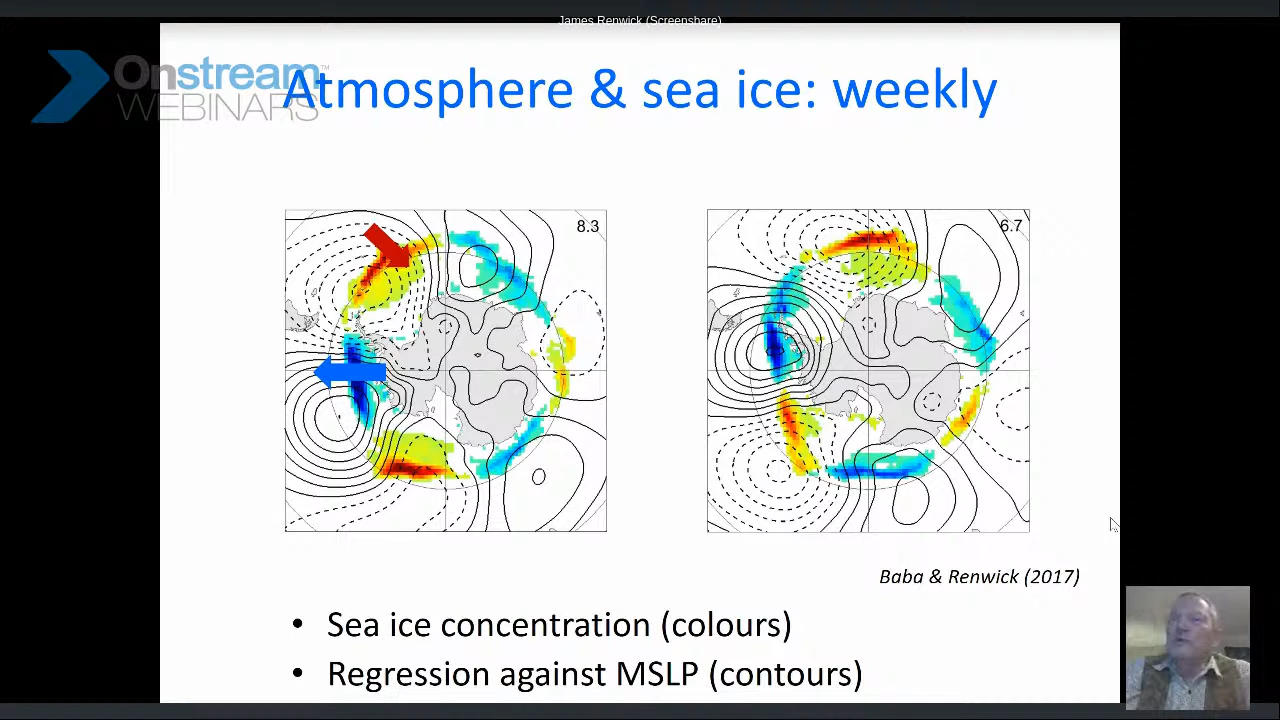 James Renwick (Screenshare)
Onstream™
WEBINARS
Atmosphere & sea ice: weekly
8.3
6.7
Baba & Renwick (2017)
• Sea ice concentration (colours)
• Regression against MSLP (contours)